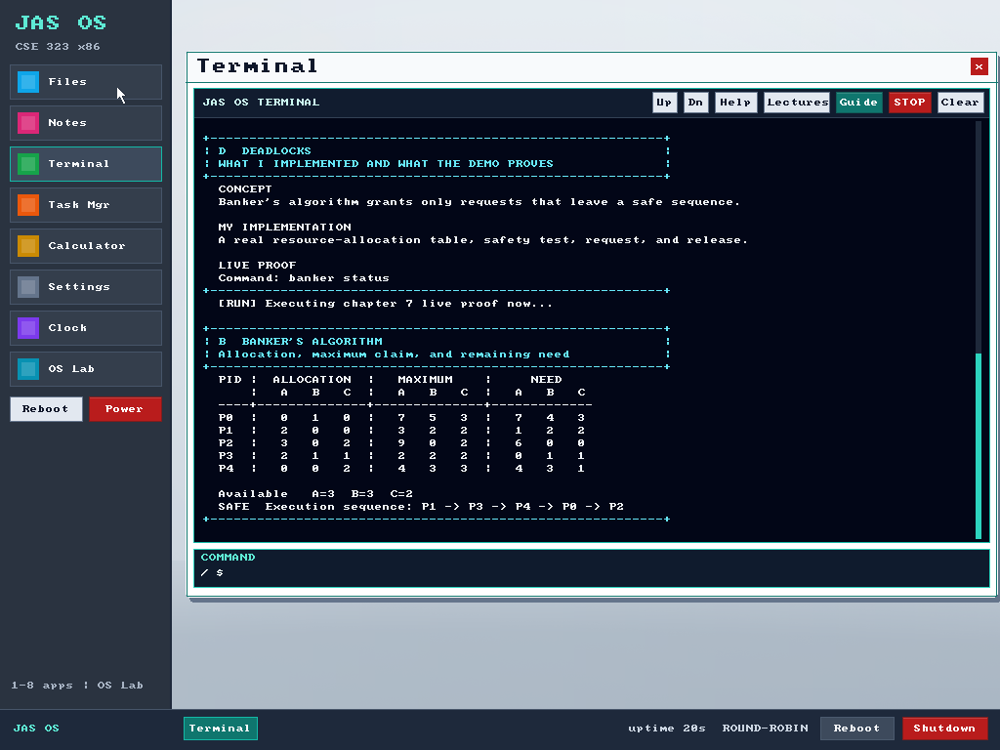 JAS OS
CSE 323 x86
Files
Notes
Terminal
Task Mgr
Calculator
Settings
Clock
OS Lab
Reboot Power
1-8 apps ¦ OS Lab
Terminal ×
JAS OS TERMINAL Up Dn Help Lectures Guide STOP Clear
+----------------------------------------------------------+
¦ D DEADLOCKS ¦
¦ WHAT I IMPLEMENTED AND WHAT THE DEMO PROVES ¦
+----------------------------------------------------------+
CONCEPT
Banker's algorithm grants only requests that leave a safe sequence.
MY IMPLEMENTATION
A real resource-allocation table, safety test, request, and release.
LIVE PROOF
Command: banker status
+----------------------------------------------------------+
[RUN] Executing chapter 7 live proof now...
+----------------------------------------------------------+
¦ B BANKER'S ALGORITHM ¦
¦ Allocation, maximum claim, and remaining need ¦
+----------------------------------------------------------+
PID ¦ ALLOCATION ¦ MAXIMUM ¦ NEED
¦ A B C ¦ A B C ¦ A B C
----+--------------+--------------+-------------
P0 ¦ 0 1 0 ¦ 7 5 3 ¦ 7 4 3
P1 ¦ 2 0 0 ¦ 3 2 2 ¦ 1 2 2
P2 ¦ 3 0 2 ¦ 9 0 2 ¦ 6 0 0
P3 ¦ 2 1 1 ¦ 2 2 2 ¦ 0 1 1
P4 ¦ 0 0 2 ¦ 4 3 3 ¦ 4 3 1
Available A=3 B=3 C=2
SAFE Execution sequence: P1 -> P3 -> P4 -> P0 -> P2
+----------------------------------------------------------+
COMMAND
/ $
JAS OS Terminal uptime 20s ROUND-ROBIN Reboot Shutdown